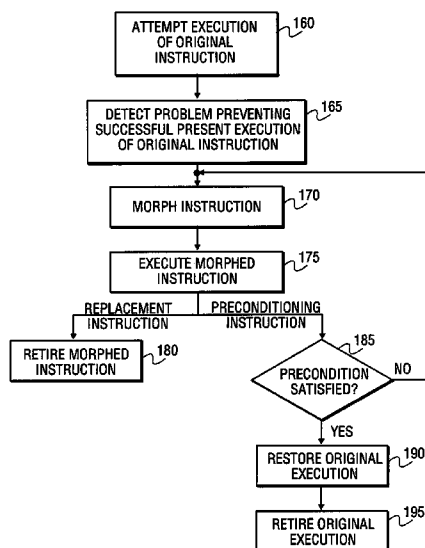 ATTEMPT EXECUTION
OF ORIGINAL
INSTRUCTION
160
DETECT PROBLEM PREVENTING
SUCCESSFUL PRESENT EXECUTION
OF ORIGINAL INSTRUCTION
165
MORPH INSTRUCTION
170
EXECUTE MORPHED
INSTRUCTION
175
REPLACEMENT
INSTRUCTION
PRECONDITIONING
INSTRUCTION
RETIRE MORPHED
INSTRUCTION
180
PRECONDITION
SATISFIED?
185
NO
YES
RESTORE ORIGINAL
EXECUTION
190
RETIRE ORIGINAL
EXECUTION
195